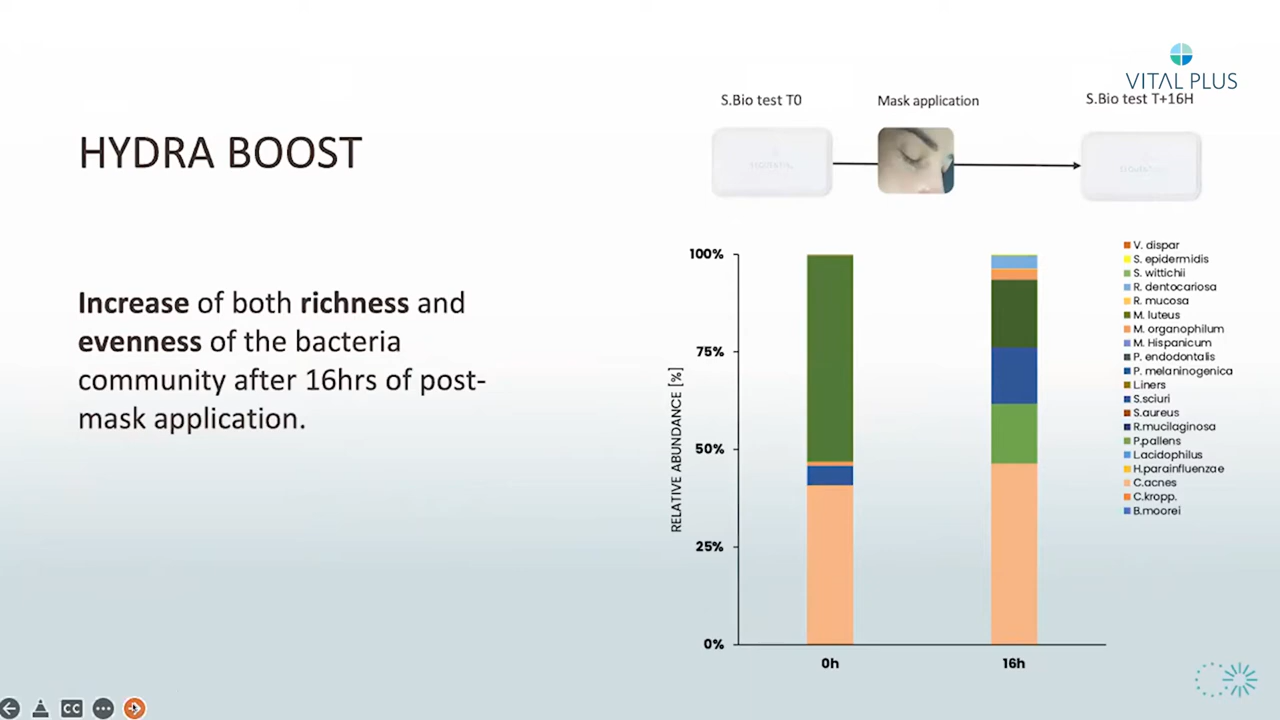 VITAL PLUS
S.Bio test T0
Mask application
S.Bio test T+16H
HYDRA BOOST
Increase of both richness and
evenness of the bacteria
community after 16hrs of post-
mask application.
RELATIVE ABUNDANCE [%]
100%
75%
50%
25%
0%
0h
16h
V. dispar
S. epidermidis
S. wittichii
R. dentocariosa
R. mucosa
M. luteus
M. organophilum
M. Hispanicum
P. endodontalis
P. melaninogenica
L.iners
S.sciuri
S.aureus
R.mucilaginosa
P.pallens
L.acidophilus
H.parainfluenzae
C.acnes
C.kropp.
B.moorei
CC